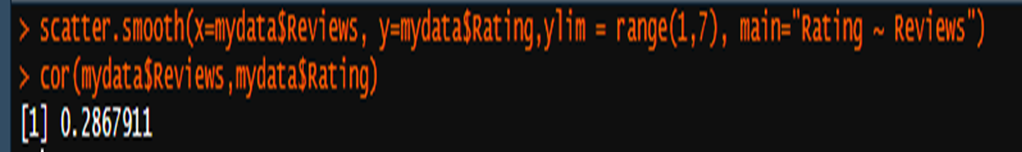 > scatter.smooth(x=mydata$Reviews, y=mydata$Rating,ylim = range(1,7), main="Rating ~ Reviews")
> cor(mydata$Reviews,mydata$Rating)
[1] 0.2867911